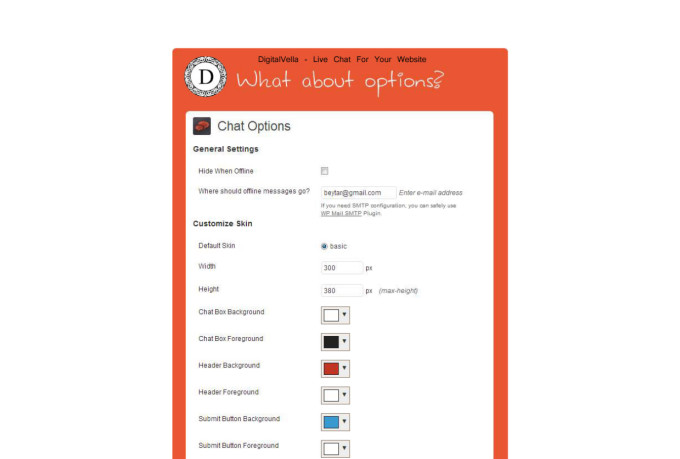 DigitalVella - Live Chat For Your Website
D
What about options?
Chat Options
General Settings
Hide When Offline
Where should offline messages go? beytar@gmail.com Enter e-mail address
If you need SMTP configuration, you can safely use
WP Mail SMTP Plugin
Customize Skin
Default Skin basic
Width 300 px
Height 380 px (max-height)
Chat Box Background
Chat Box Foreground
Header Background
Header Foreground
Submit Button Background
Submit Button Foreground